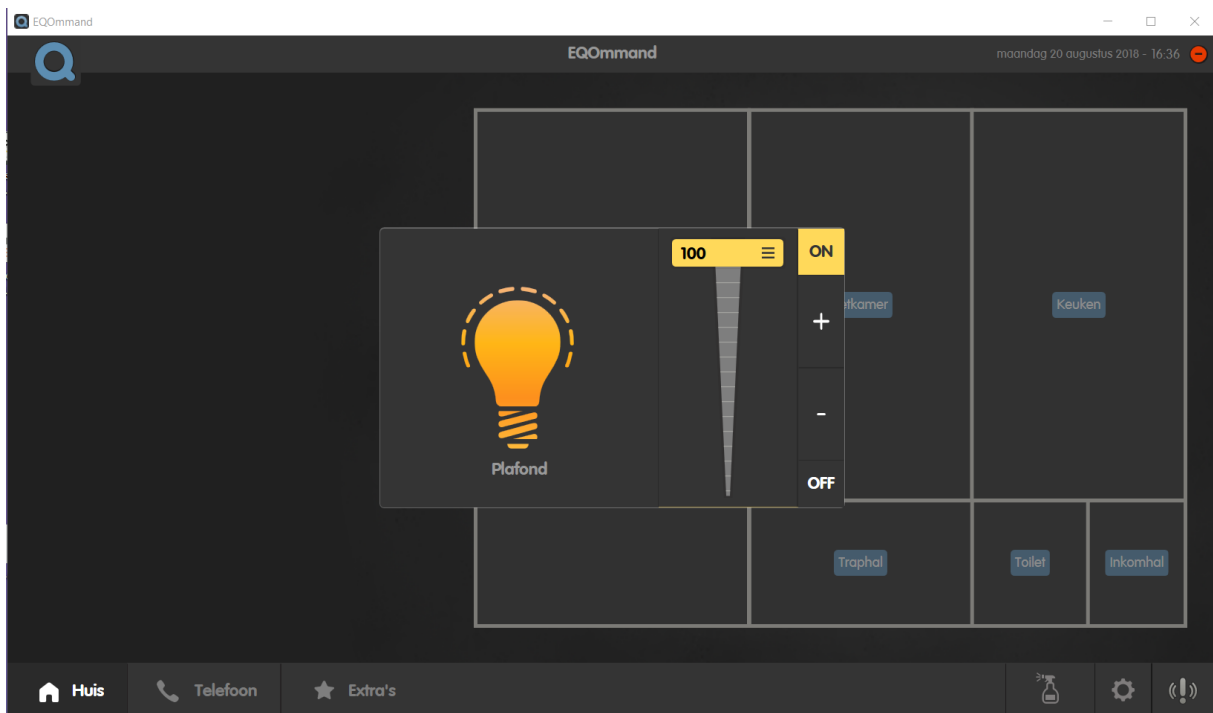 EQOmmand
EQOmmand
maandag 20 augustus 2018 - 16:36
100
ON
+
-
OFF
Plafond
Keuken
Traphal
Toilet
Inkomhal
Huis
Telefoon
Extra's